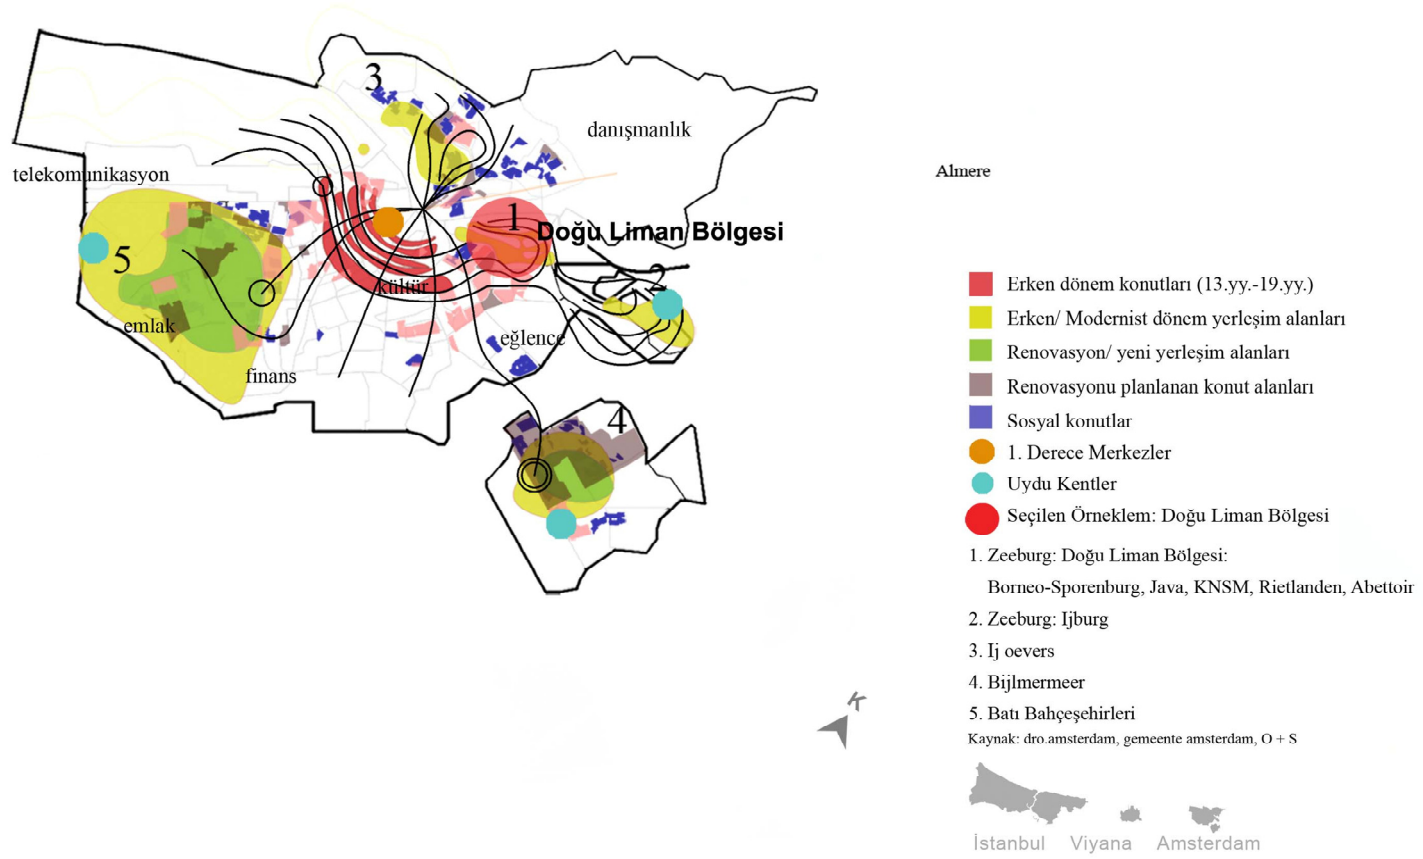 3
danışmanlık
telekomunikasyon
Almere
1
Doğu Liman Bölgesi
5
2
kültür
emlak
eğlence
finans
4
Erken dönem konutları (13.yy.-19.yy.)
Erken/ Modernist dönem yerleşim alanları
Renovasyon/ yeni yerleşim alanları
Renovasyonu planlanan konut alanları
Sosyal konutlar
1. Derece Merkezler
Uydu Kentler
Seçilen Örneklem: Doğu Liman Bölgesi
1. Zeeburg: Doğu Liman Bölgesi:
Borneo-Sporenburg, Java, KNSM, Rietlanden, Abettoir
2. Zeeburg: Ijburg
3. Ij oevers
4. Bijlmermeer
5. Batı Bahçeşehirleri
Kaynak: dro.amsterdam, gemeente amsterdam, O + S
K
İstanbul Viyana Amsterdam